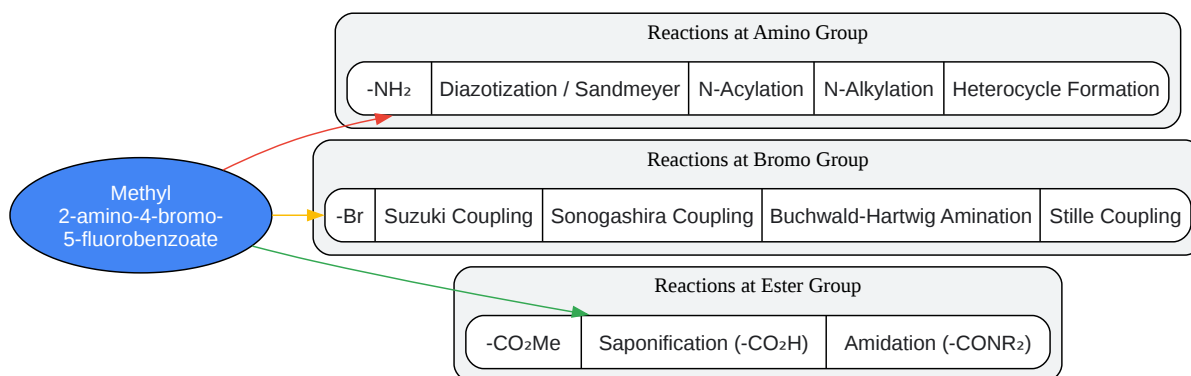 Reactions at Amino Group
-NH₂ Diazotization / Sandmeyer N-Acylation N-Alkylation Heterocycle Formation
Reactions at Bromo Group
Methyl
2-amino-4-bromo-
5-fluorobenzoate
-Br Suzuki Coupling Sonogashira Coupling Buchwald-Hartwig Amination Stille Coupling
Reactions at Ester Group
-CO₂Me Saponification (-CO₂H) Amidation (-CONR₂)